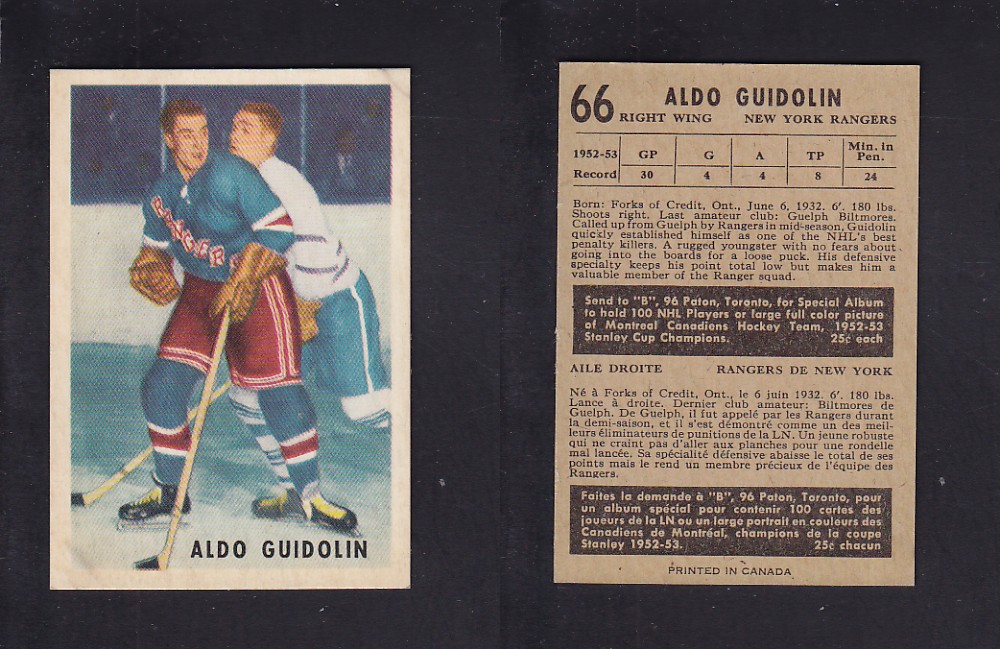 RANGERS
ALDO GUIDOLIN
66 ALDO GUIDOLIN
RIGHT WING NEW YORK RANGERS
1952-53 GP G A TP Min. in Pen.
Record 30 4 4 8 24
Born: Forks of Credit, Ont., June 6, 1932. 6'. 180 lbs.
Shoots right. Last amateur club: Guelph Biltmores.
Called up from Guelph by Rangers in mid-season, Guidolin
quickly established himself as one of the NHL's best
penalty killers. A rugged youngster with no fears about
going into the boards for a loose puck. His defensive
specialty keeps his point total low but makes him a
valuable member of the Ranger squad.
Send to "B", 96 Paton, Toronto, for Special Album
to hold 100 NHL Players or large full color picture
of Montreal Canadiens Hockey Team, 1952-53
Stanley Cup Champions. 25¢ each
AILE DROITE RANGERS DE NEW YORK
Né à Forks of Credit, Ont., le 6 juin 1932. 6'. 180 lbs.
Lance à droite. Dernier club amateur: Biltmores de
Guelph. De Guelph, il fut appelé par les Rangers durant
la demi-saison, et il s'est démontré comme un des meil-
leurs éliminateurs de punitions de la LN. Un jeune robuste
qui ne craint pas d'aller aux planches pour une rondelle
mal lancée. Sa spécialité défensive abaisse le total de ses
points mais le rend un membre précieux de l'équipe des
Rangers.
Faites la demande à "B", 96 Paton, Toronto, pour
un album spécial pour contenir 100 cartes des
joueurs de la LN ou un large portrait en couleurs des
Canadiens de Montréal, champions de la coupe
Stanley 1952-53. 25¢ chacun
PRINTED IN CANADA